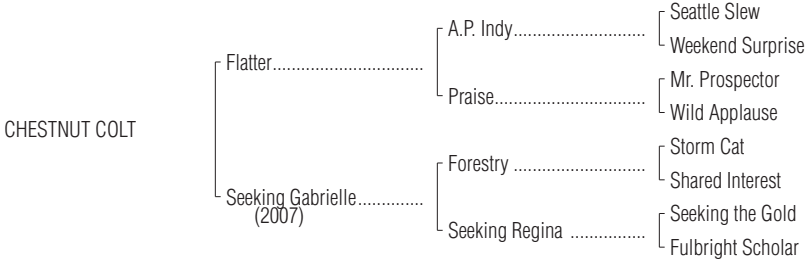 Seattle Slew
A.P. Indy..............................
Weekend Surprise
Flatter..................................
Mr. Prospector
Praise..................................
Wild Applause
CHESTNUT COLT
Storm Cat
Forestry ..............................
Shared Interest
Seeking Gabrielle...............
(2007)
Seeking the Gold
Seeking Regina .................
Fulbright Scholar